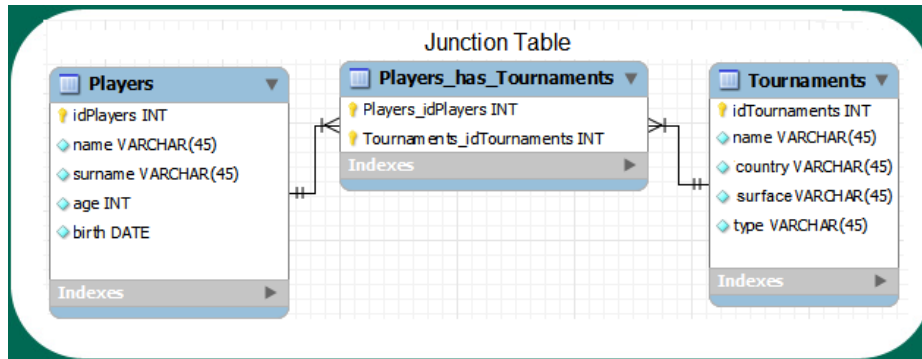 Junction Table
Players
idPlayers INT
name VARCHAR(45)
surname VARCHAR(45)
age INT
birth DATE
Indexes
Players_has_Tournaments
Players_idPlayers INT
Tournaments_idTournaments INT
Indexes
Tournaments
idTournaments INT
name VARCHAR(45)
country VARCHAR(45)
surface VARCHAR(45)
type VARCHAR(45)
Indexes